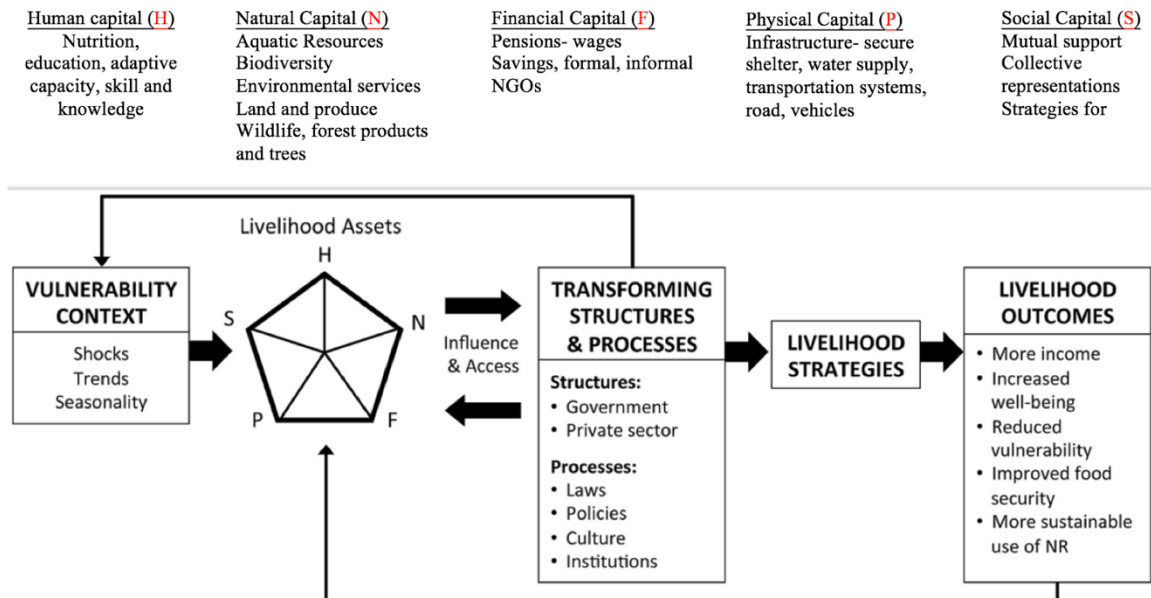 Human capital (H)
Nutrition,
education, adaptive
capacity, skill and
knowledge
Natural Capital (N)
Aquatic Resources
Biodiversity
Environmental services
Land and produce
Wildlife, forest products
and trees
Financial Capital (F)
Pensions- wages
Savings, formal, informal
NGOs
Physical Capital (P)
Infrastructure- secure
shelter, water supply,
transportation systems,
road, vehicles
Social Capital (S)
Mutual support
Collective
representations
Strategies for
VULNERABILITY
CONTEXT
Shocks
Trends
Seasonality
Livelihood Assets
H
S
N
P
F
Influence
& Access
TRANSFORMING
STRUCTURES
& PROCESSES
Structures:
• Government
• Private sector
Processes:
• Laws
• Policies
• Culture
• Institutions
LIVELIHOOD
STRATEGIES
LIVELIHOOD
OUTCOMES
• More income
• Increased
well-being
• Reduced
vulnerability
• Improved food
security
• More sustainable
use of NR